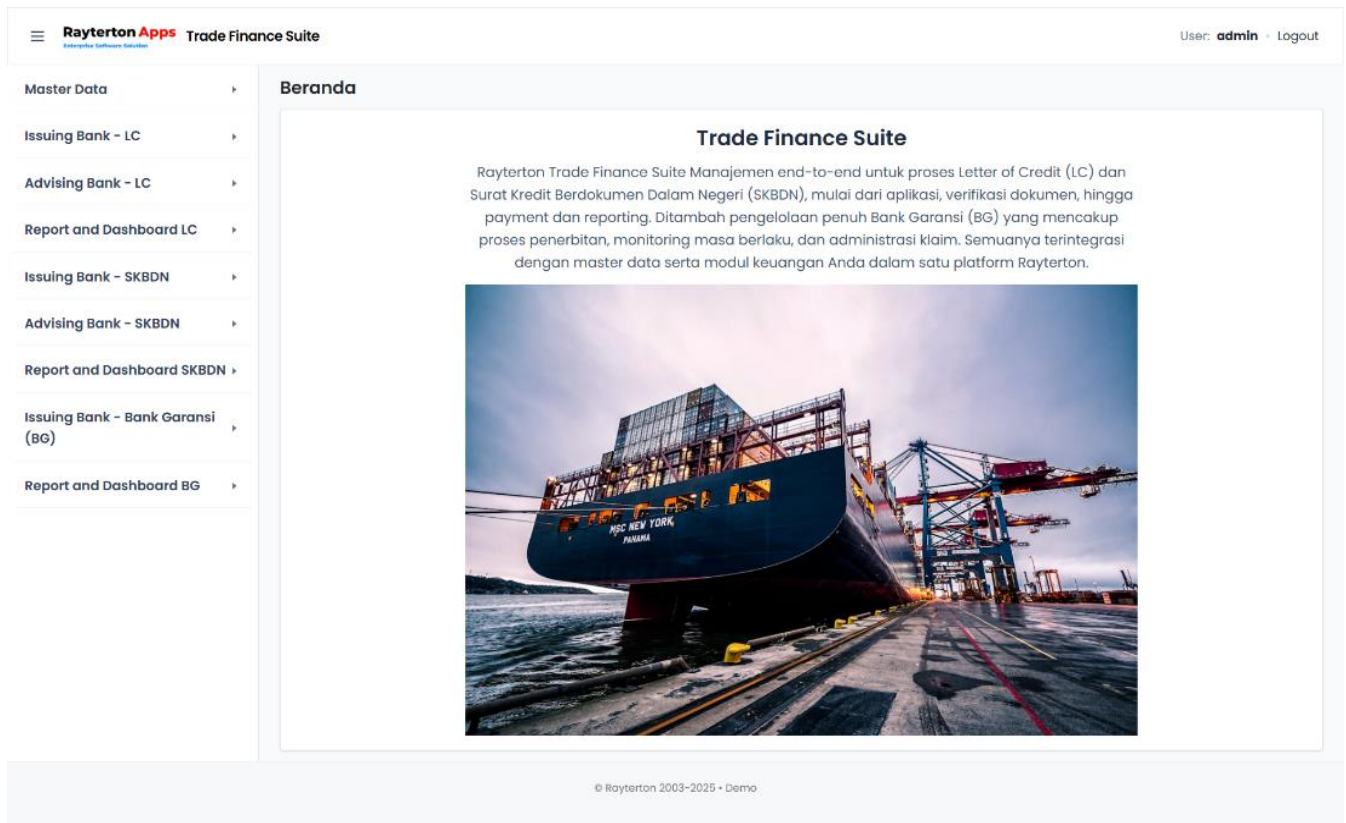 Rayterton Apps
Enterprise Software Solution
Trade Finance Suite
User: admin • Logout
Master Data
Issuing Bank - LC
Advising Bank - LC
Report and Dashboard LC
Issuing Bank - SKBDN
Advising Bank - SKBDN
Report and Dashboard SKBDN
Issuing Bank - Bank Garansi
(BG)
Report and Dashboard BG
Beranda
Trade Finance Suite
Rayterton Trade Finance Suite Manajemen end-to-end untuk proses Letter of Credit (LC) dan
Surat Kredit Berdokumen Dalam Negeri (SKBDN), mulai dari aplikasi, verifikasi dokumen, hingga
payment dan reporting. Ditambah pengelolaan penuh Bank Garansi (BG) yang mencakup
proses penerbitan, monitoring masa berlaku, dan administrasi klaim. Semuanya terintegrasi
dengan master data serta modul keuangan Anda dalam satu platform Rayterton.
MSC NEW YORK
PANAMA
© Rayterton 2003-2025 • Demo